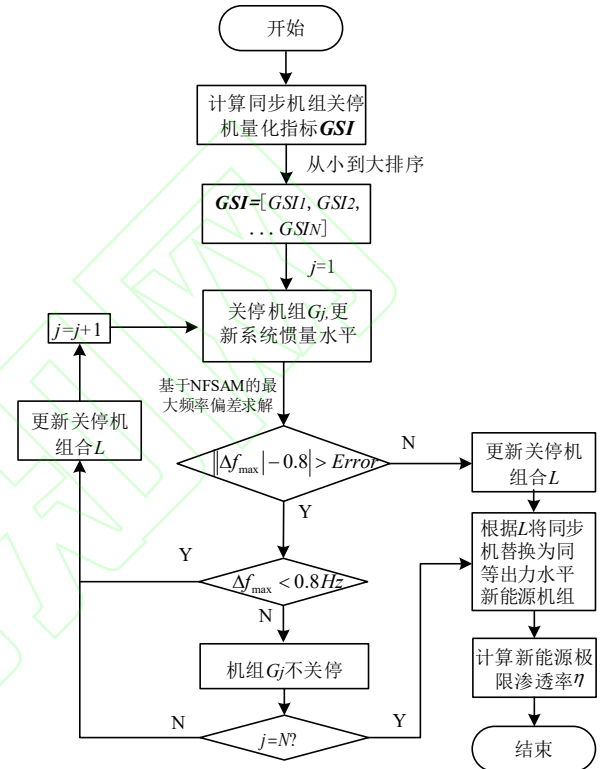 开始
计算同步机组关停
机量化指标GSI
从小到大排序
GSI=[GSI1, GSI2,
... GSIN]
j=1
关停机组Gj,更
新系统惯量水平
j=j+1
基于NFSAM的最
大频率偏差求解
更新关停机
组合L
||Δf_max|−0.8|> Error
N
更新关停机
组合L
Y
根据L将同步
机替换为同
等出力水平
新能源机组
Y
Δf_max < 0.8Hz
N
机组Gj不关停
计算新能源极
限渗透率η
N
j=N?
Y
结束